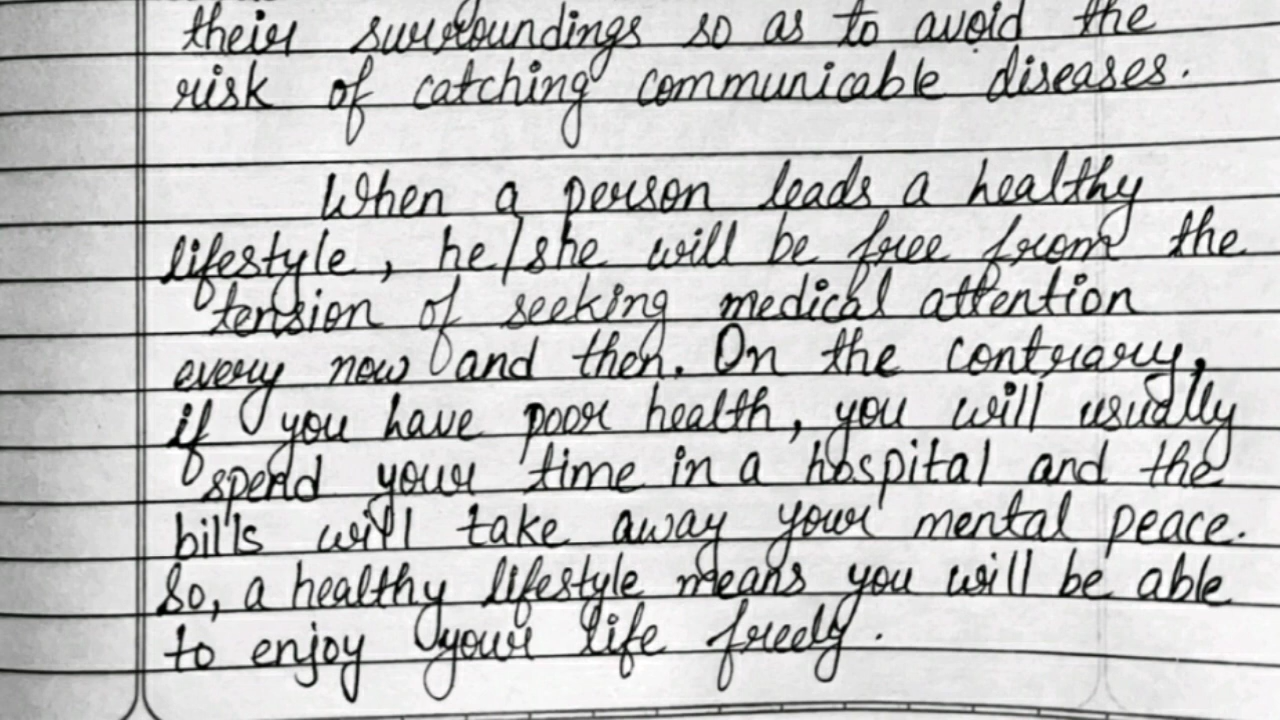 their surroundings so as to avoid the
risk of catching communicable diseases.
When a person leads a healthy
lifestyle, he/she will be free from the
tension of seeking medical attention
every now and then. On the contrary,
if you have poor health, you will usually
spend your time in a hospital and the
bills will take away your mental peace.
So, a healthy lifestyle means you will be able
to enjoy your life freely.